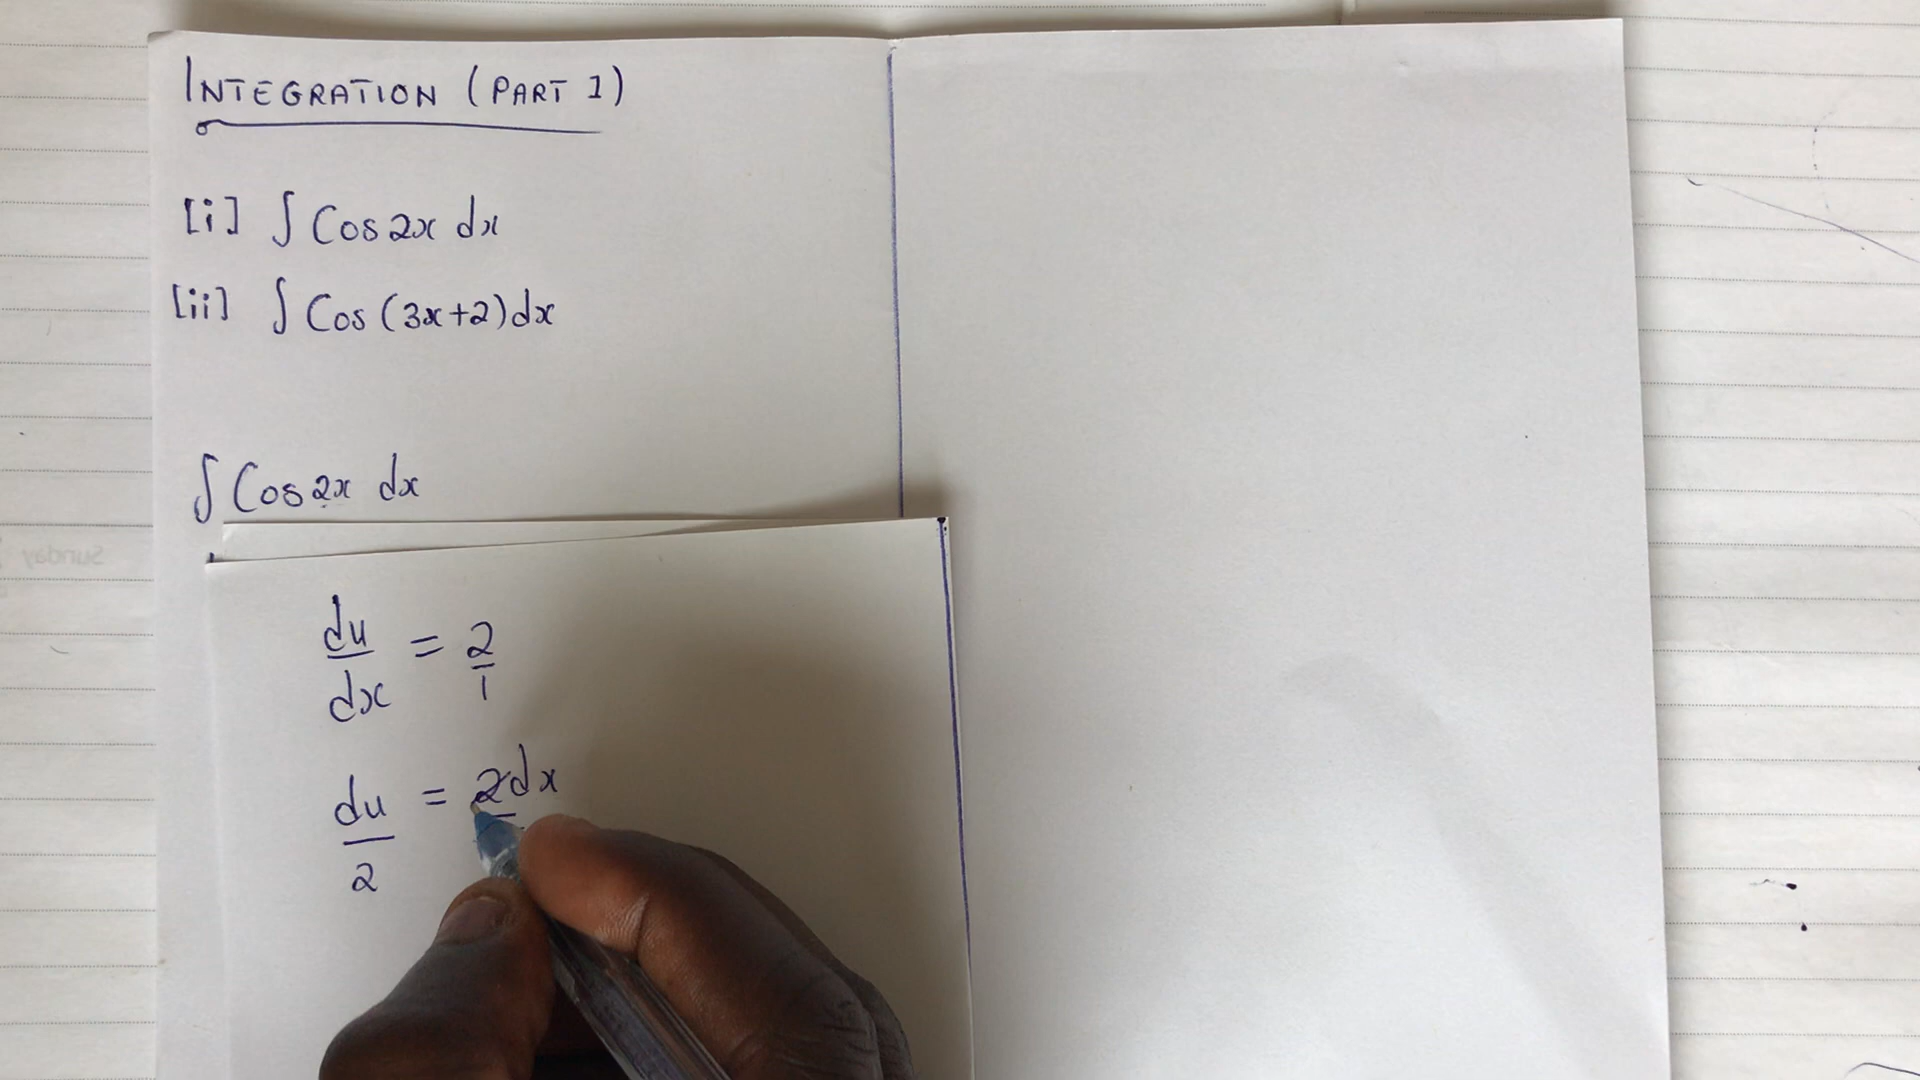 INTEGRATION (PART 1)
[i] ∫ Cos 2x dx
[ii] ∫ Cos (3x+2) dx
∫ Cos 2x dx
du/dx = 2/1
du/2 = 2dx
Sunday